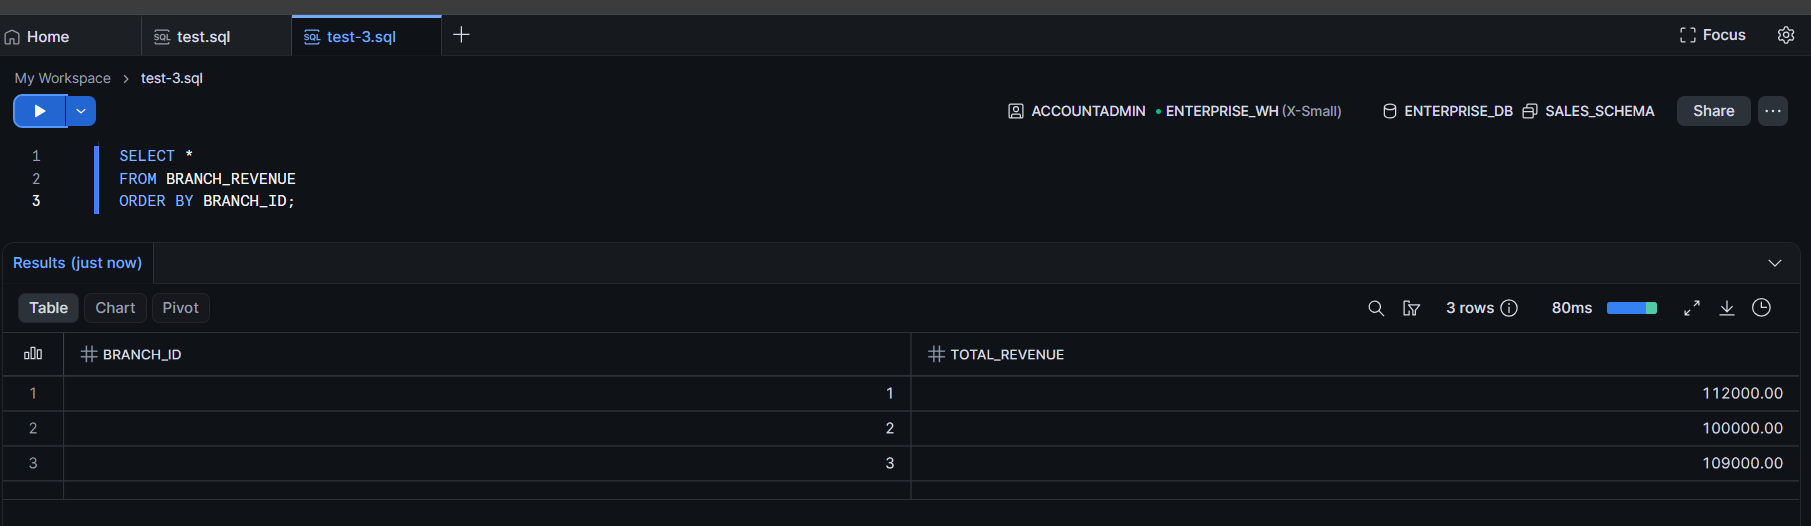 Home
test.sql
test-3.sql
Focus
My Workspace > test-3.sql
ACCOUNTADMIN ENTERPRISE_WH (X-Small) ENTERPRISE_DB SALES_SCHEMA Share ...
1 SELECT *
2 FROM BRANCH_REVENUE
3 ORDER BY BRANCH_ID;
Results (just now)
Table Chart Pivot 3 rows 80ms
BRANCH_ID TOTAL_REVENUE
1 1 112000.00
2 2 100000.00
3 3 109000.00